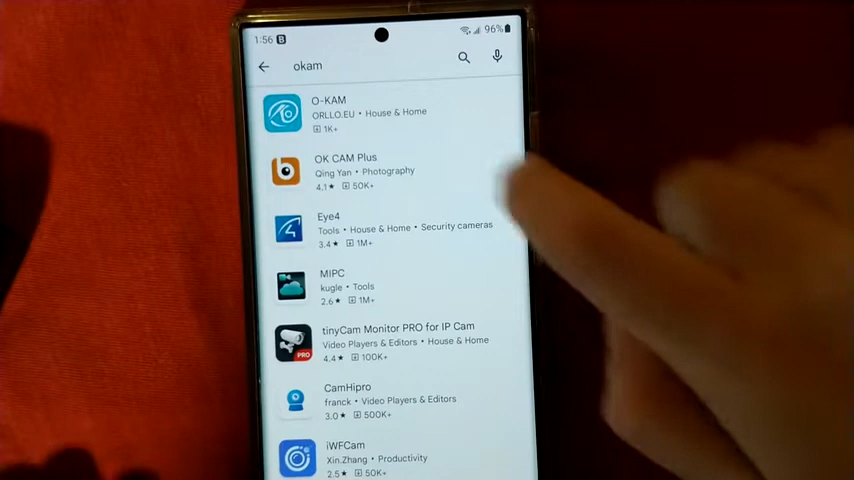 1:56 B 96%
okam
O-KAM
ORLLO.EU • House & Home
1K+
OK CAM Plus
Qing Yan • Photography
4.1★ 50K+
Eye4
Tools • House & Home • Security cameras
3.4★ 1M+
MIPC
kugle • Tools
2.6★ 1M+
tinyCam Monitor PRO for IP Cam
Video Players & Editors • House & Home
PRO
4.4★ 100K+
CamHipro
franck • Video Players & Editors
3.0★ 500K+
iWFCam
Xin.Zhang • Productivity
2.5★ 50K+